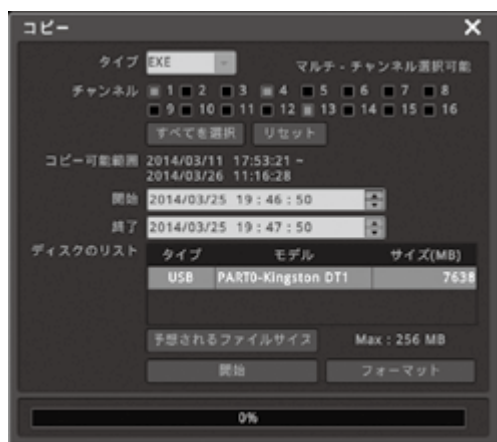 コピー
タイプ EXE マルチ - チャンネル選択可能
チャンネル 1 2 3 4 5 6 7 8
9 10 11 12 13 14 15 16
すべてを選択 リセット
コピー可能範囲 2014/03/11 17:53:21 ~
2014/03/26 11:16:28
開始 2014/03/25 19 : 46 : 50
終了 2014/03/25 19 : 47 : 50
ディスクのリスト タイプ モデル サイズ(MB)
USB PART0-Kingston DT1 7638
予想されるファイルサイズ Max : 256 MB
開始 フォーマット
0%